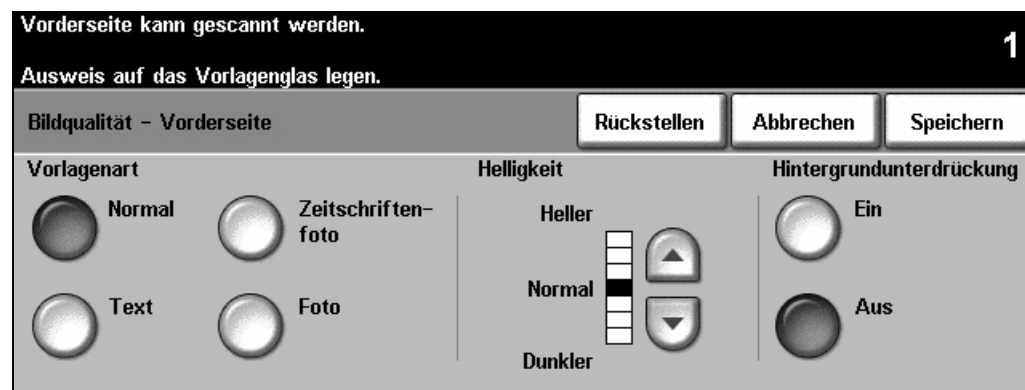 Vorderseite kann gescannt werden.
1
Ausweis auf das Vorlagenglas legen.
Bildqualität – Vorderseite
Rückstellen
Abbrechen
Speichern
Vorlagenart
Normal
Zeitschriften-
foto
Text
Foto
Helligkeit
Heller
Normal
Dunkler
Hintergrundunterdrückung
Ein
Aus